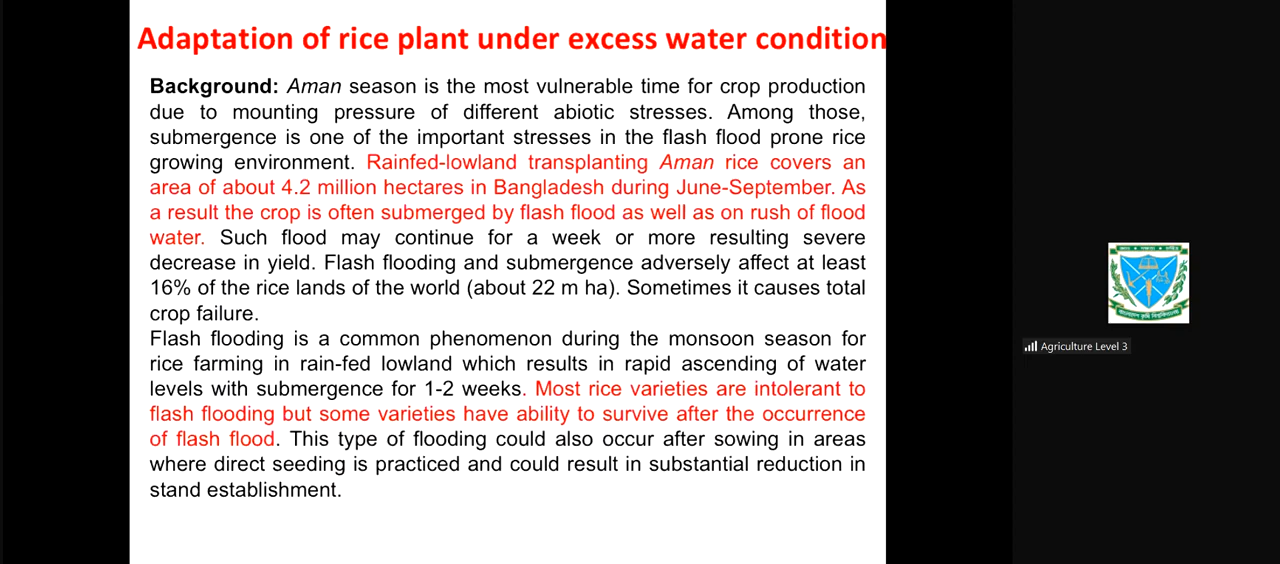 Adaptation of rice plant under excess water condition
Background: Aman season is the most vulnerable time for crop production
due to mounting pressure of different abiotic stresses. Among those,
submergence is one of the important stresses in the flash flood prone rice
growing environment. Rainfed-lowland transplanting Aman rice covers an
area of about 4.2 million hectares in Bangladesh during June-September. As
a result the crop is often submerged by flash flood as well as on rush of flood
water. Such flood may continue for a week or more resulting severe
decrease in yield. Flash flooding and submergence adversely affect at least
16% of the rice lands of the world (about 22 m ha). Sometimes it causes total
crop failure.
Flash flooding is a common phenomenon during the monsoon season for
rice farming in rain-fed lowland which results in rapid ascending of water
levels with submergence for 1-2 weeks. Most rice varieties are intolerant to
flash flooding but some varieties have ability to survive after the occurrence
of flash flood. This type of flooding could also occur after sowing in areas
where direct seeding is practiced and could result in substantial reduction in
stand establishment.
Agriculture Level 3